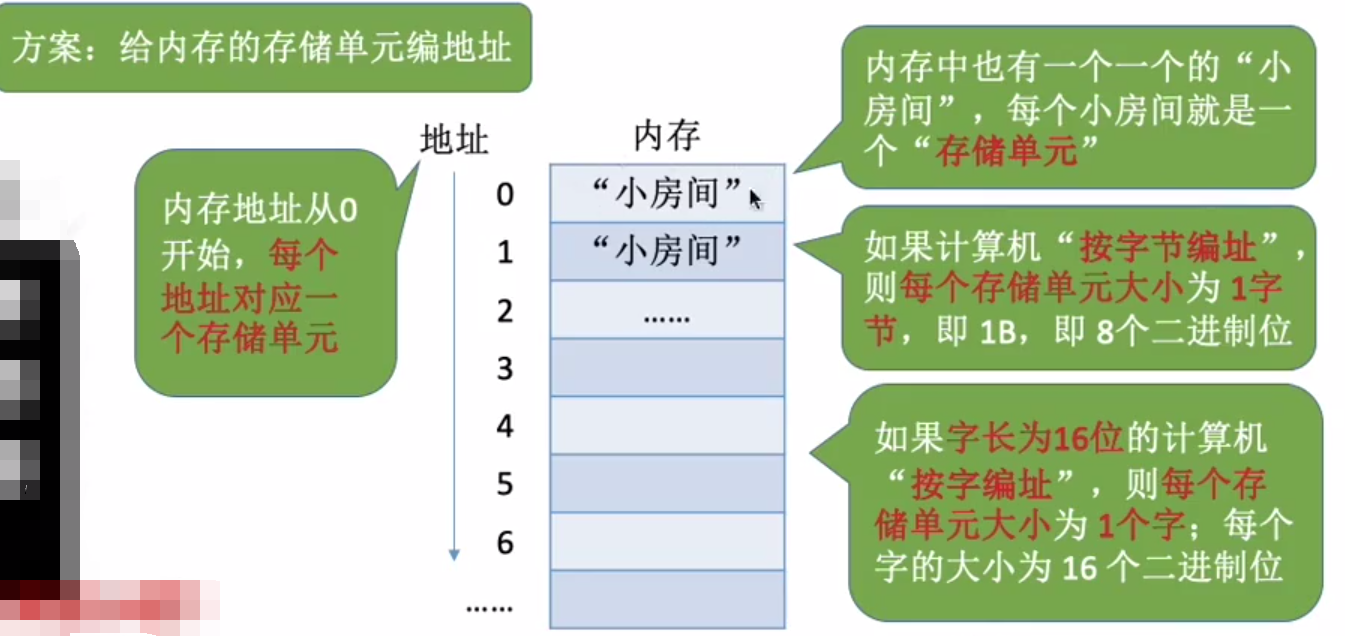 方案：给内存的存储单元编地址
内存中也有一个一个的“小
房间”，每个小房间就是一
个“存储单元”
地址
内存
内存地址从0
开始，每个
地址对应一
个存储单元
0
“小房间”
1
“小房间”
2
……
3
4
5
6
……
如果计算机“按字节编址”，
则每个存储单元大小为 1字
节，即 1B，即 8个二进制位
如果字长为16位的计算机
“按字编址”，则每个存
储单元大小为 1个字；每个
字的大小为 16 个二进制位